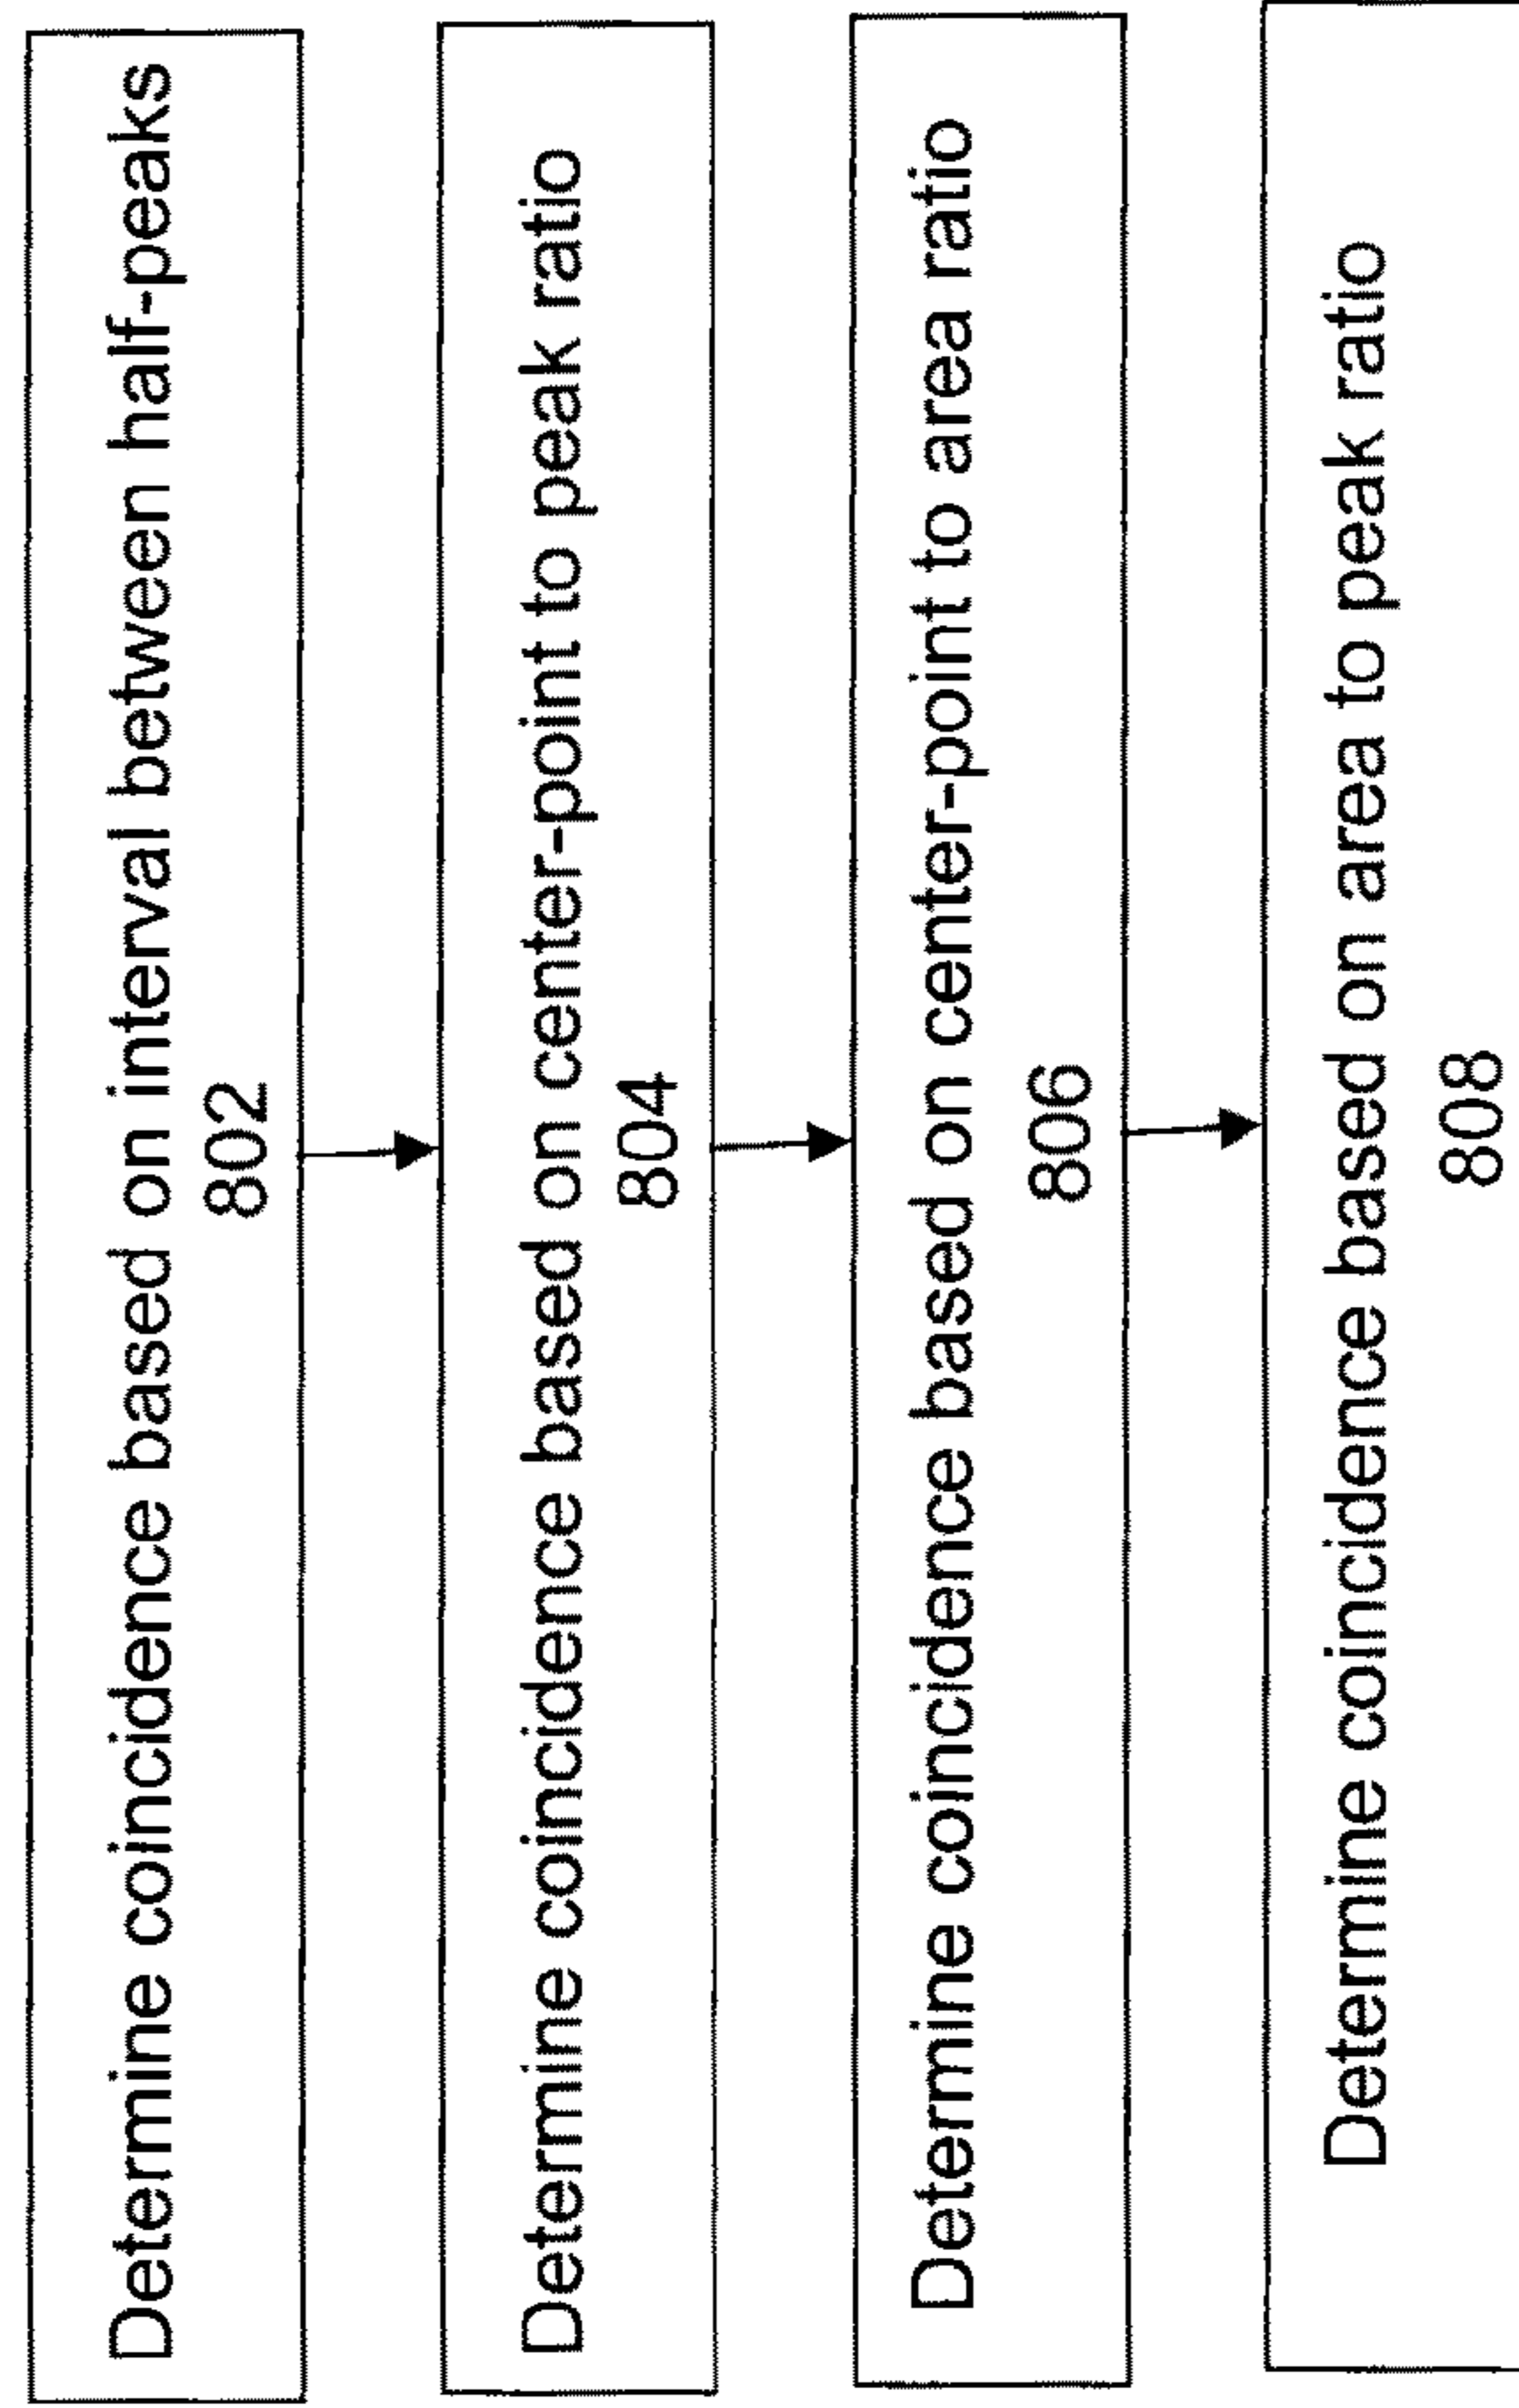 Determine coincidence based on interval between half-peaks
802
Determine coincidence based on center-point to peak ratio
804
Determine coincidence based on center-point to area ratio
806
Determine coincidence based on area to peak ratio
808